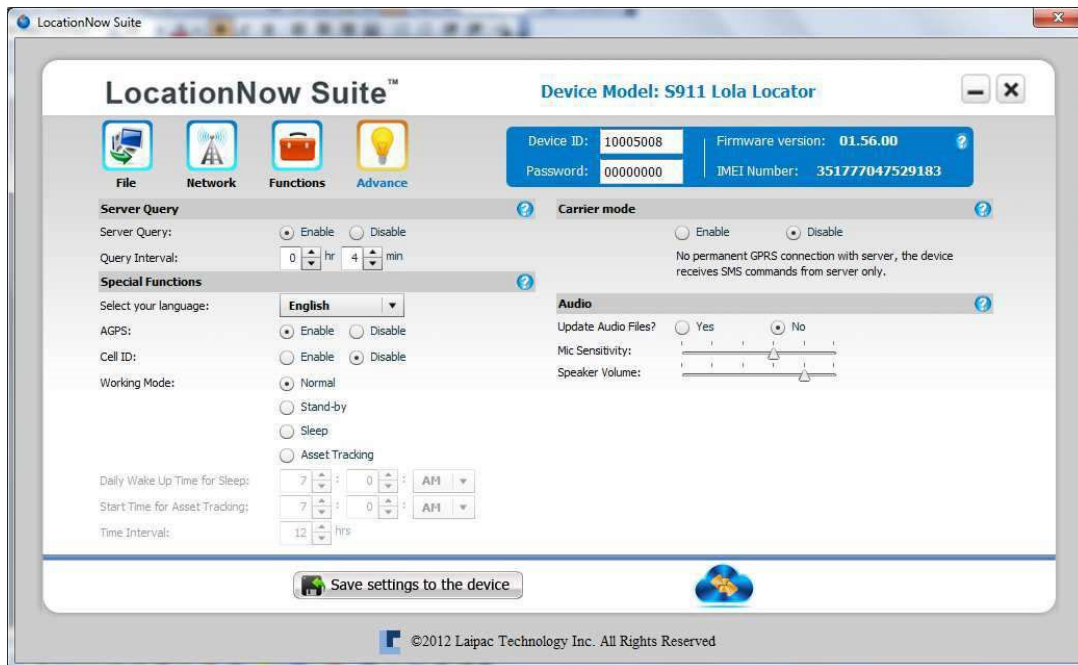 LocationNow Suite
LocationNow Suite™
Device Model: S911 Lola Locator
File
Network
Functions
Advance
Device ID: 10005008
Firmware version: 01.56.00
?
Password: 00000000
IMEI Number: 351777047529183
Server Query
?
Server Query: Enable Disable
Query Interval: 0 hr 4 min
Special Functions
?
Select your language: English
AGPS: Enable Disable
Cell ID: Enable Disable
Working Mode: Normal
Stand-by
Sleep
Asset Tracking
Daily Wake Up Time for Sleep: 7 : 0 : AM
Start Time for Asset Tracking: 7 : 0 : AM
Time Interval: 12 hrs
Carrier mode
?
Enable Disable
No permanent GPRS connection with server, the device
receives SMS commands from server only.
Audio
?
Update Audio Files? Yes No
Mic Sensitivity:
Speaker Volume:
Save settings to the device
©2012 Laipac Technology Inc. All Rights Reserved